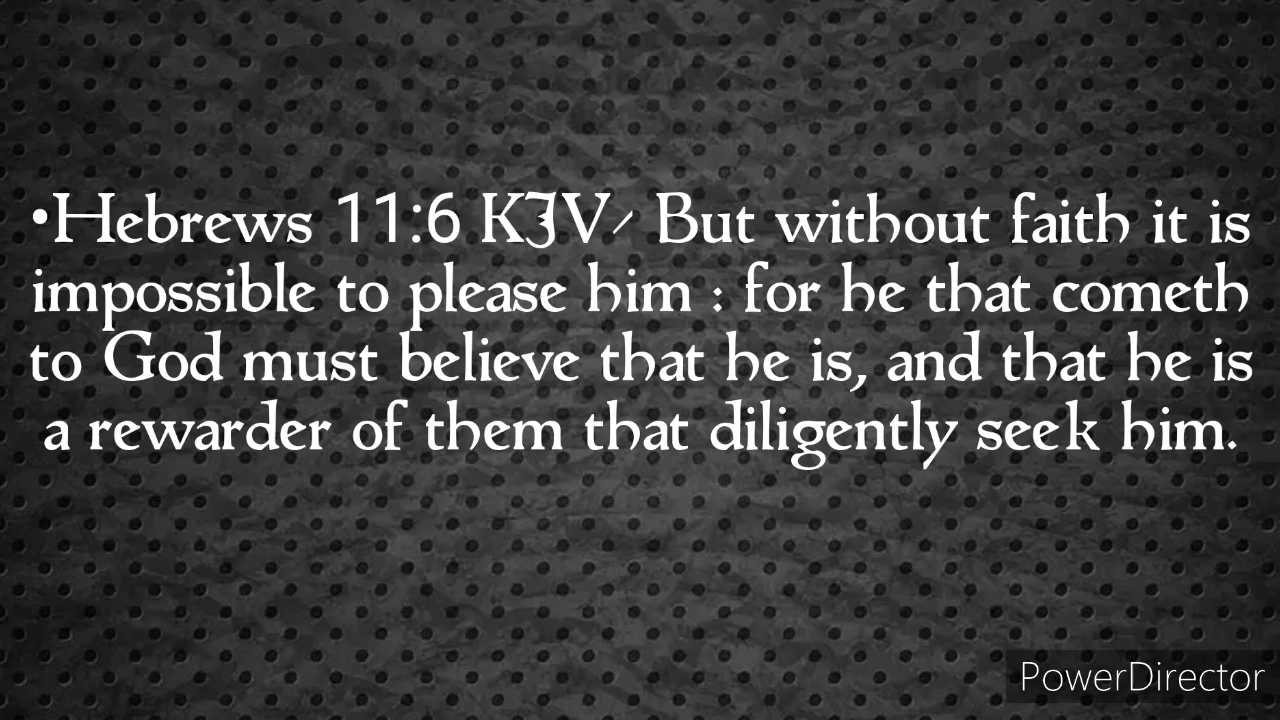 •Hebrews 11:6 KJV- But without faith it is
impossible to please him : for he that cometh
to God must believe that he is, and that he is
a rewarder of them that diligently seek him.
PowerDirector